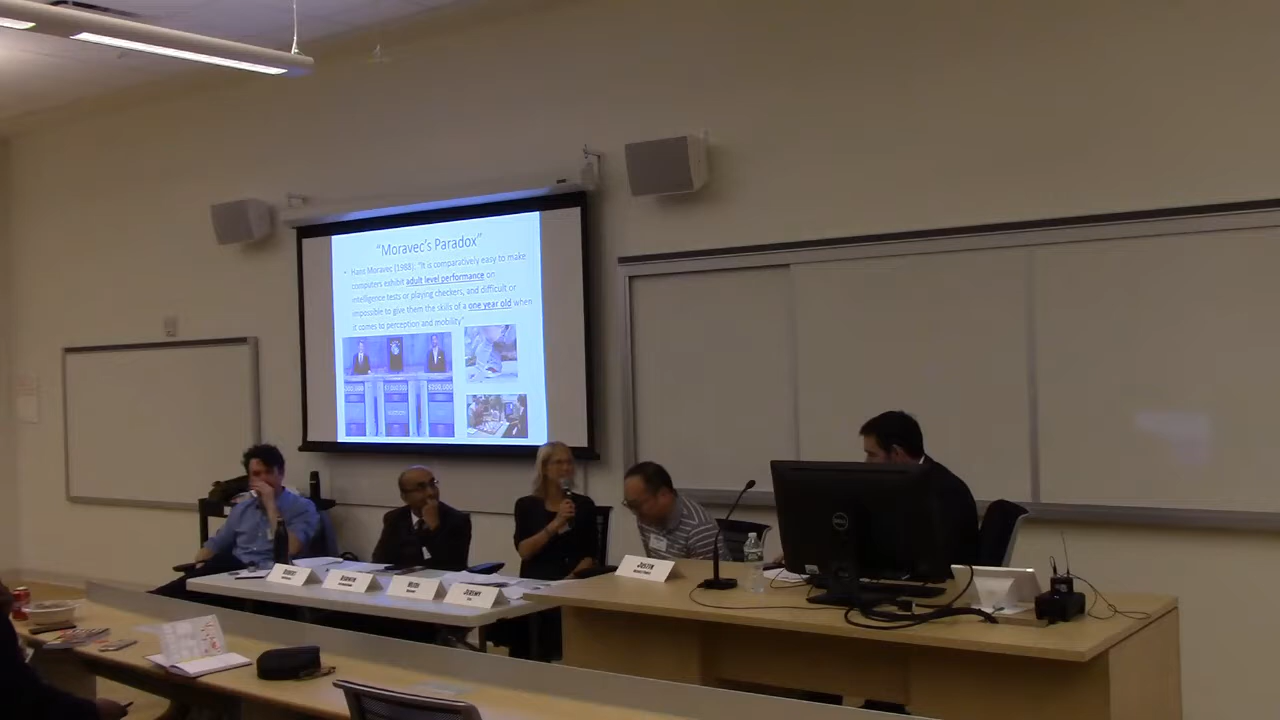 "Moravec's Paradox"
• Hans Moravec (1988): "It is comparatively easy to make
computers exhibit adult level performance on
intelligence tests or playing checkers, and difficult or
impossible to give them the skills of a one year old when
it comes to perception and mobility"
JEREMY
JUSTIN
DELL